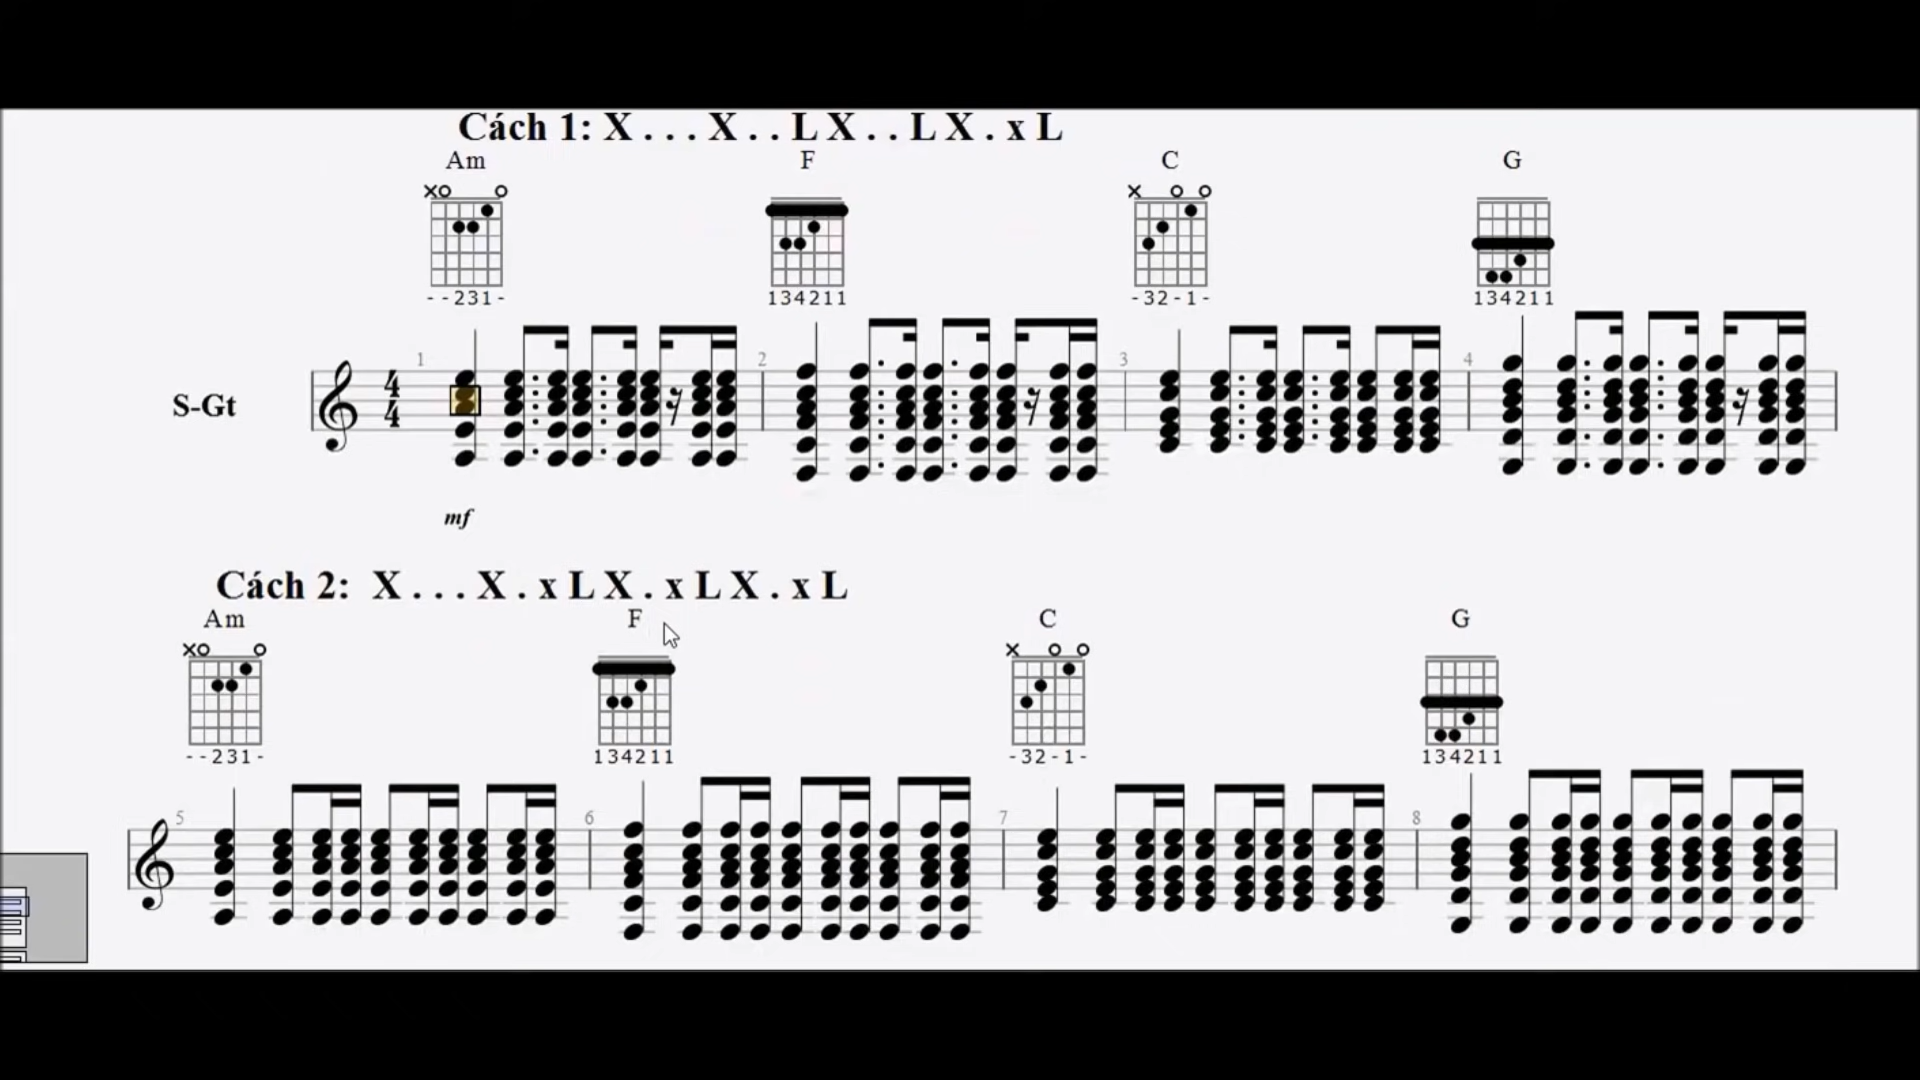 Cách 1: X . . . X . . L X . . L X . x L
Am F C G
x o o x o o
- - 2 3 1 - 1 3 4 2 1 1 - 3 2 - 1 - 1 3 4 2 1 1
1 2 3 4
S-Gt 4 4
mf
Cách 2: X . . . X . x L X . x L X . x L
Am F C G
x o o x o o
- - 2 3 1 - 1 3 4 2 1 1 - 3 2 - 1 - 1 3 4 2 1 1
5 6 7 8